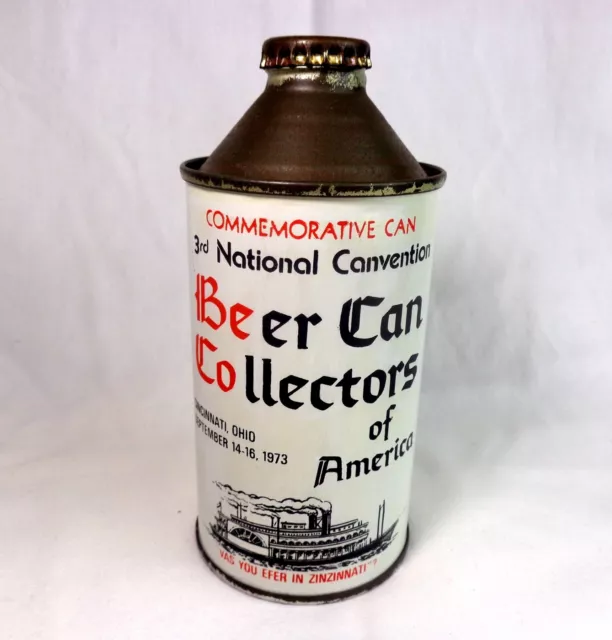 COMMEMORATIVE CAN
3rd National Canvention
Beer Can
Collectors
of
America
CINCINNATI, OHIO
SEPTEMBER 14-16, 1973
VAS YOU EFER IN ZINZINNATI"?